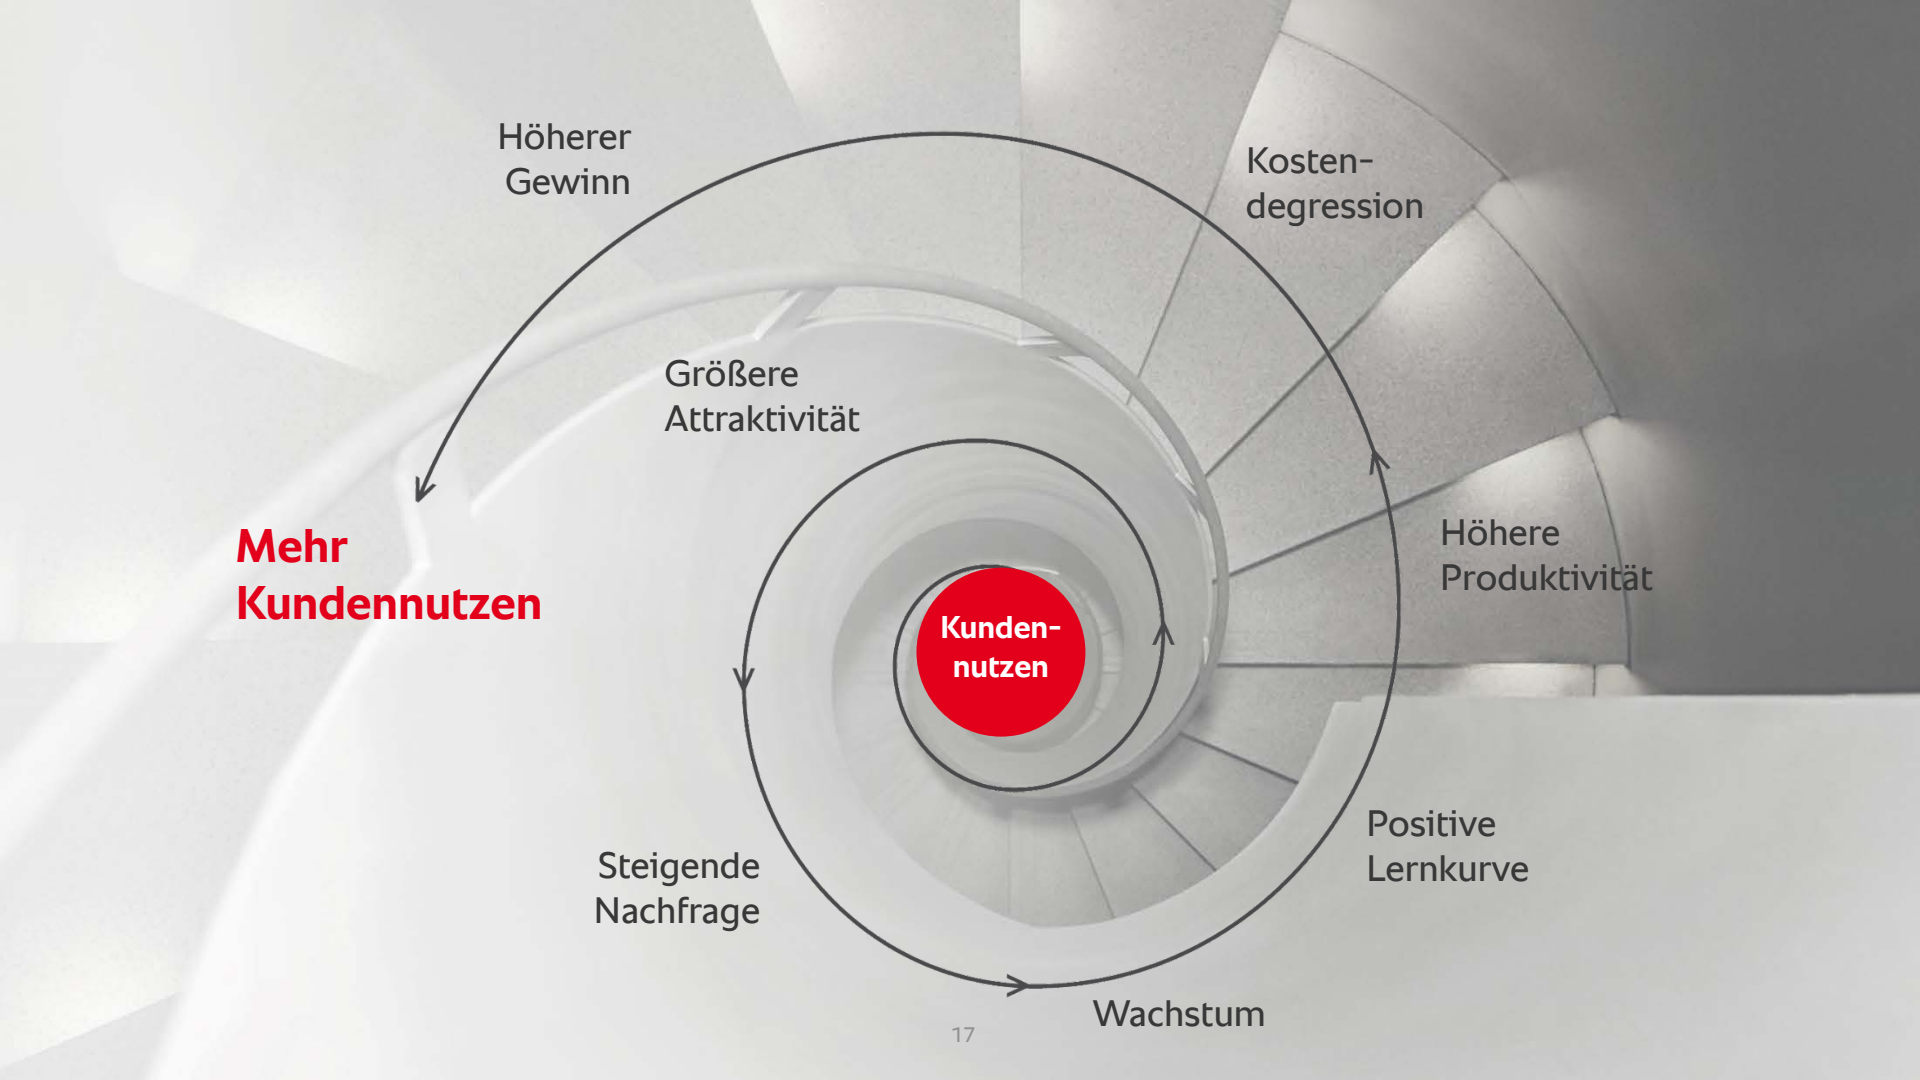 Höherer
Gewinn
Kosten-
degression
Größere
Attraktivität
Mehr
Kundennutzen
Höhere
Produktivität
Kunden-
nutzen
Positive
Lernkurve
Steigende
Nachfrage
Wachstum
17